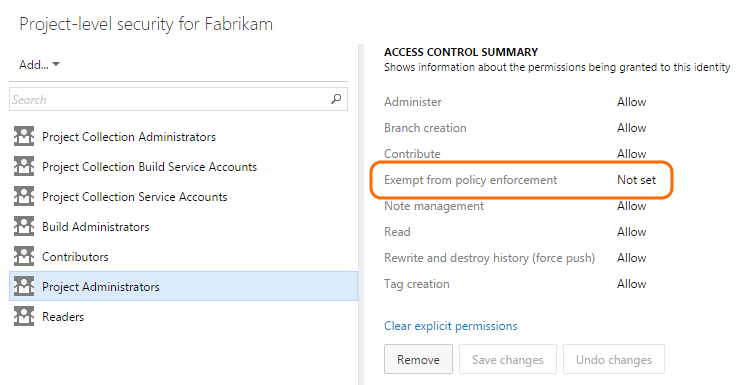 Project-level security for Fabrikam
Add...
Search
Project Collection Administrators
Project Collection Build Service Accounts
Project Collection Service Accounts
Build Administrators
Contributors
Project Administrators
Readers
ACCESS CONTROL SUMMARY
Shows information about the permissions being granted to this identity
Administer Allow
Branch creation Allow
Contribute Allow
Exempt from policy enforcement Not set
Note management Allow
Read Allow
Rewrite and destroy history (force push) Allow
Tag creation Allow
Clear explicit permissions
Remove Save changes Undo changes